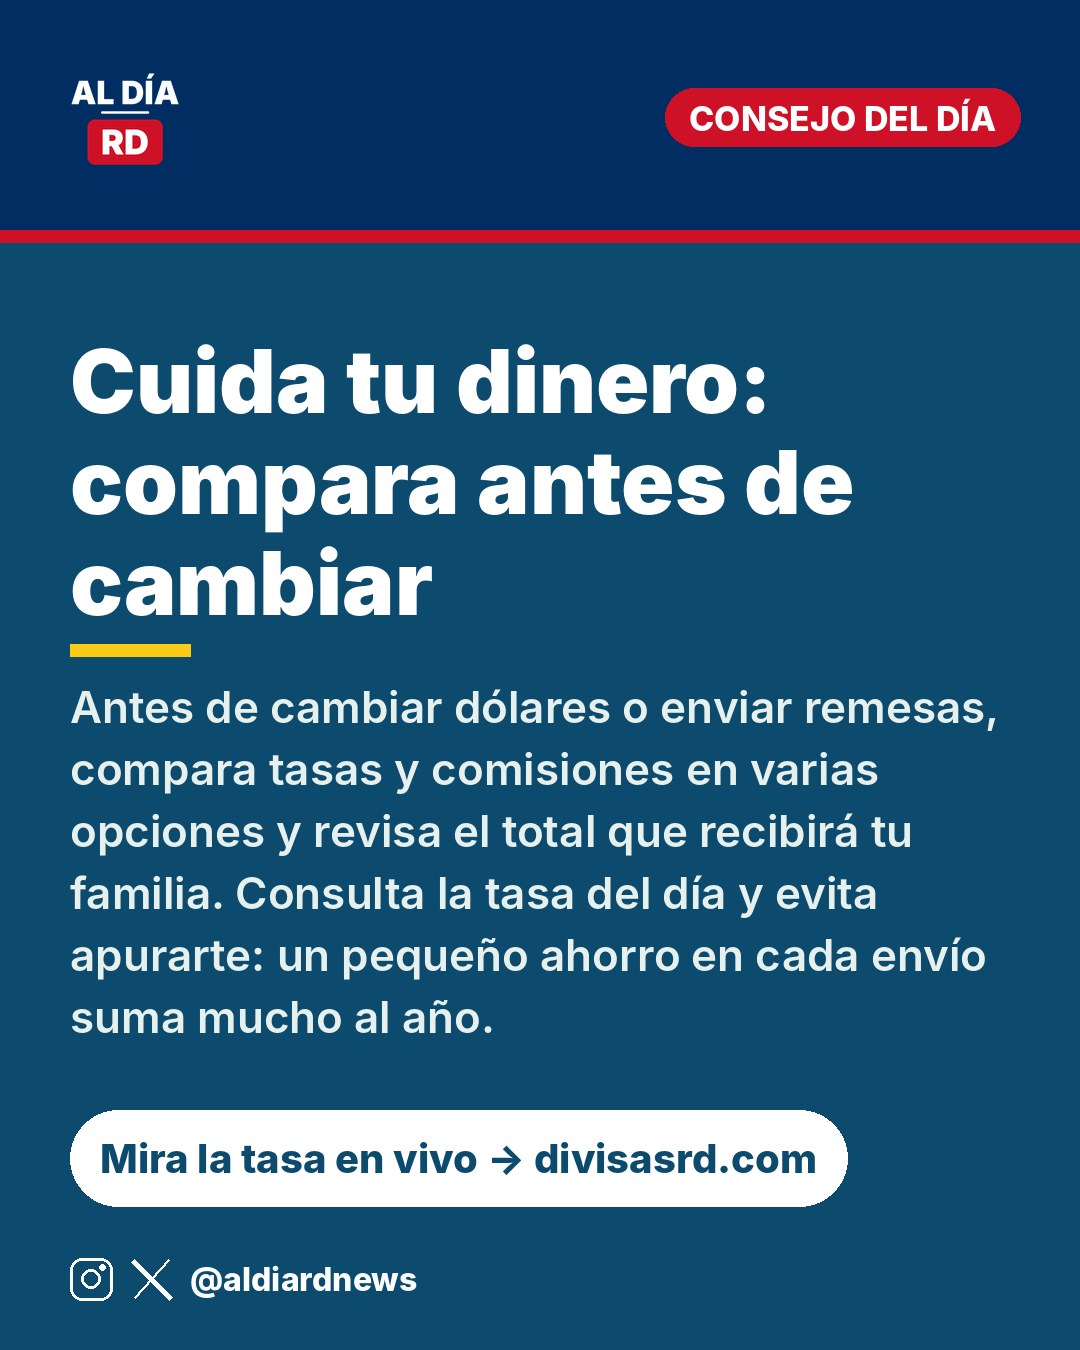 AL DÍA
RD
CONSEJO DEL DÍA
Cuida tu dinero:
compara antes de
cambiar
Antes de cambiar dólares o enviar remesas,
compara tasas y comisiones en varias
opciones y revisa el total que recibirá tu
familia. Consulta la tasa del día y evita
apurarte: un pequeño ahorro en cada envío
suma mucho al año.
Mira la tasa en vivo → divisasrd.com
@aldiardnews